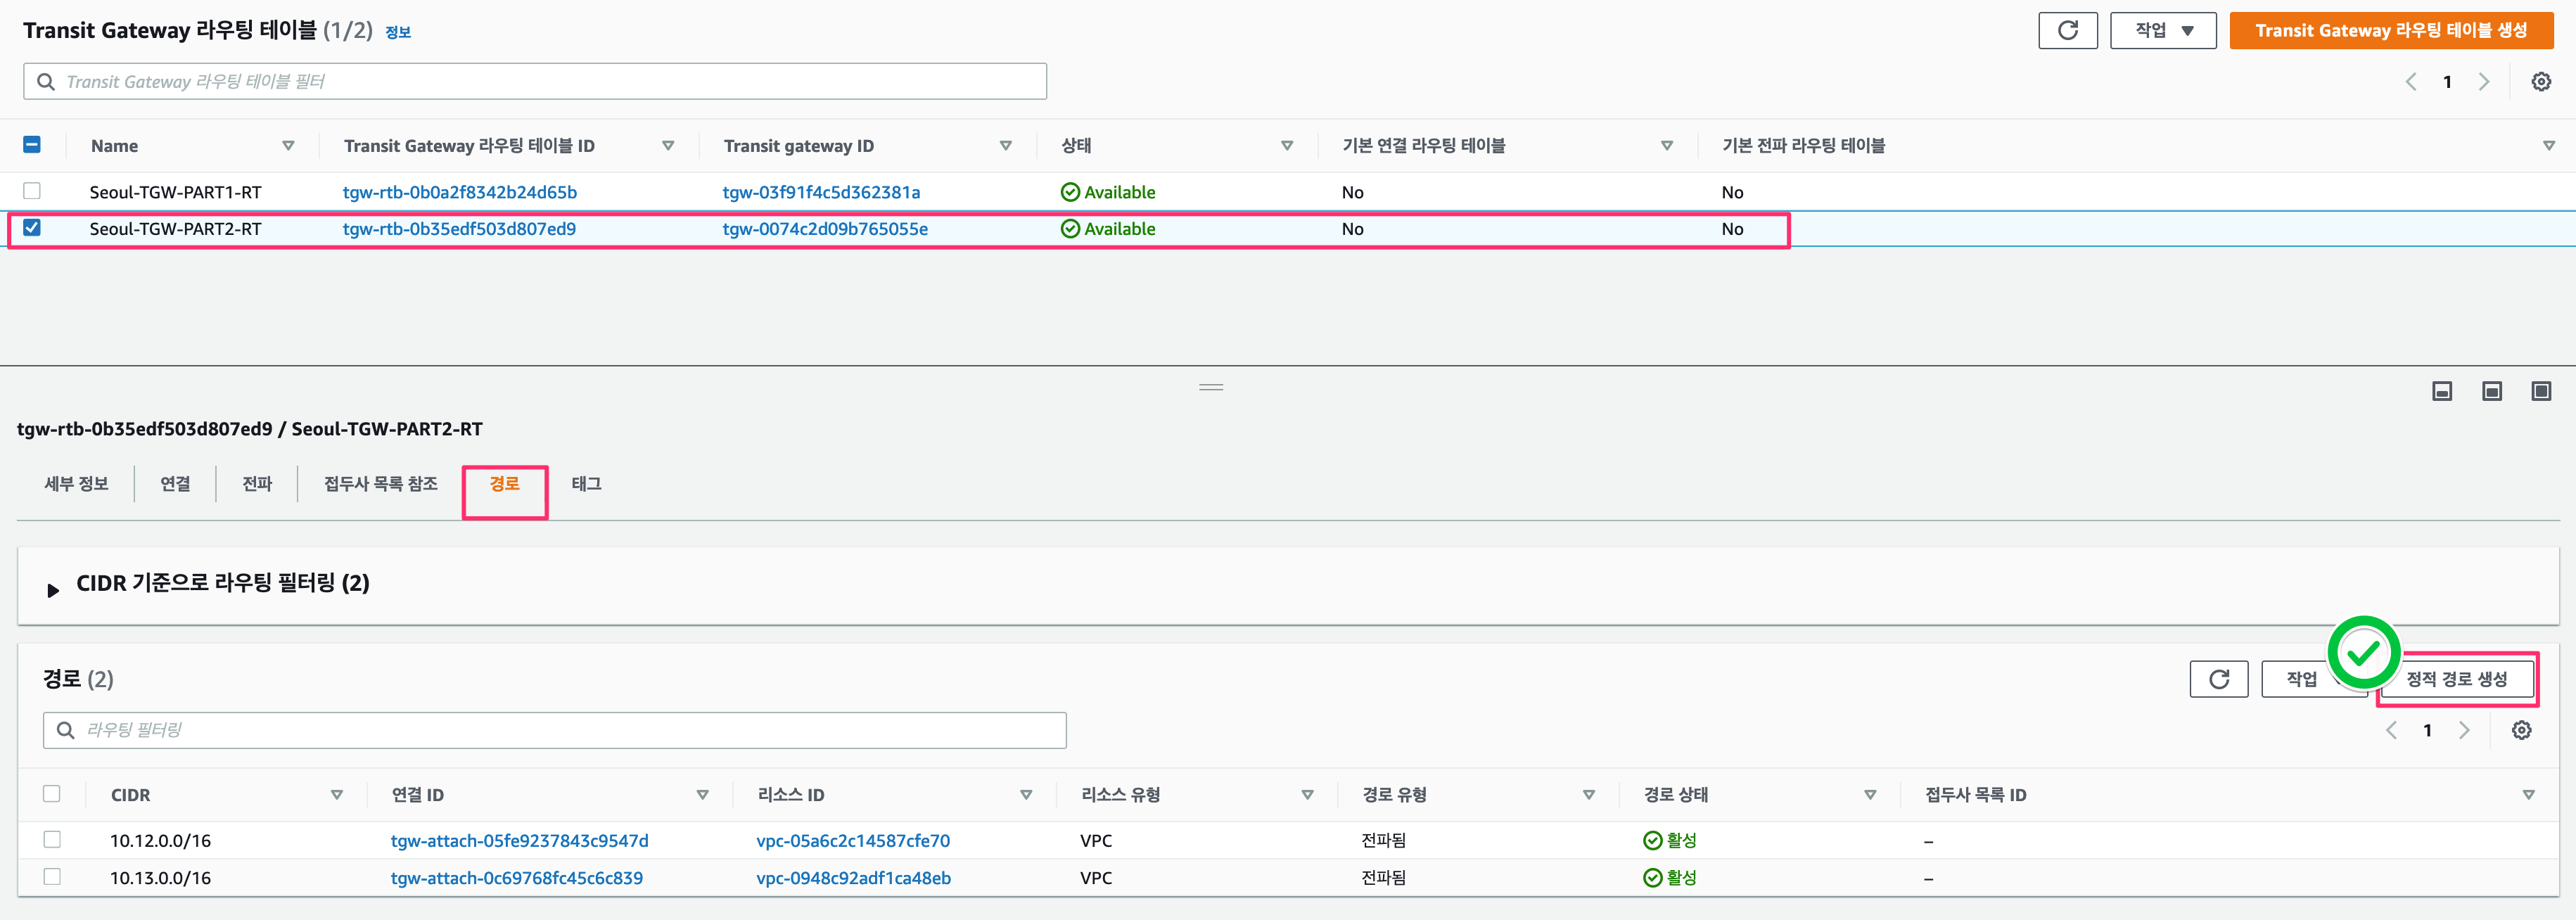 Transit Gateway 라우팅 테이블 (1/2) 정보
작업
Transit Gateway 라우팅 테이블 생성
Transit Gateway 라우팅 테이블 필터
1
Name Transit Gateway 라우팅 테이블 ID Transit gateway ID 상태 기본 연결 라우팅 테이블 기본 전파 라우팅 테이블
Seoul-TGW-PART1-RT tgw-rtb-0b0a2f8342b24d65b tgw-03f91f4c5d362381a Available No No
Seoul-TGW-PART2-RT tgw-rtb-0b35edf503d807ed9 tgw-0074c2d09b765055e Available No No
tgw-rtb-0b35edf503d807ed9 / Seoul-TGW-PART2-RT
세부 정보 연결 전파 접두사 목록 참조 경로 태그
CIDR 기준으로 라우팅 필터링 (2)
경로 (2)
작업
정적 경로 생성
라우팅 필터링
1
CIDR 연결 ID 리소스 ID 리소스 유형 경로 유형 경로 상태 접두사 목록 ID
10.12.0.0/16 tgw-attach-05fe9237843c9547d vpc-05a6c2c14587cfe70 VPC 전파됨 활성 –
10.13.0.0/16 tgw-attach-0c69768fc45c6c839 vpc-0948c92adf1ca48eb VPC 전파됨 활성 –